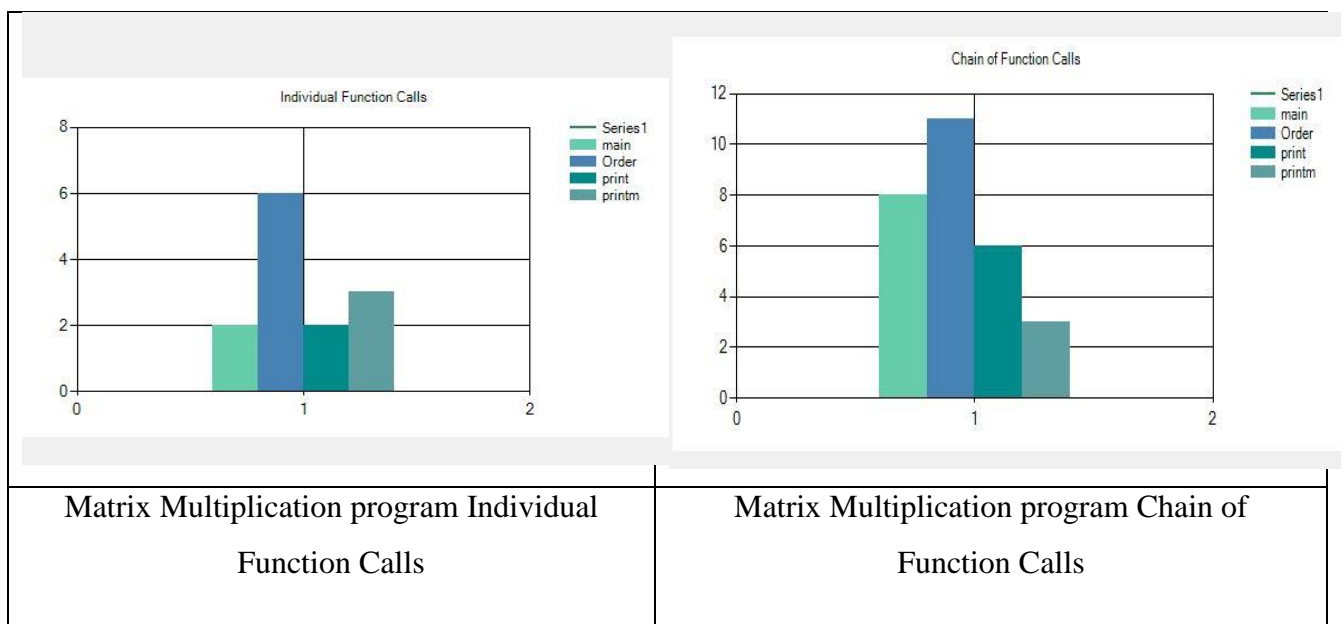 Individual Function Calls
8
6
4
2
0
0
1
2
Series1
main
Order
print
printm
Chain of Function Calls
12
10
8
6
4
2
0
0
1
2
Series1
main
Order
print
printm
Matrix Multiplication program Individual
Function Calls
Matrix Multiplication program Chain of
Function Calls